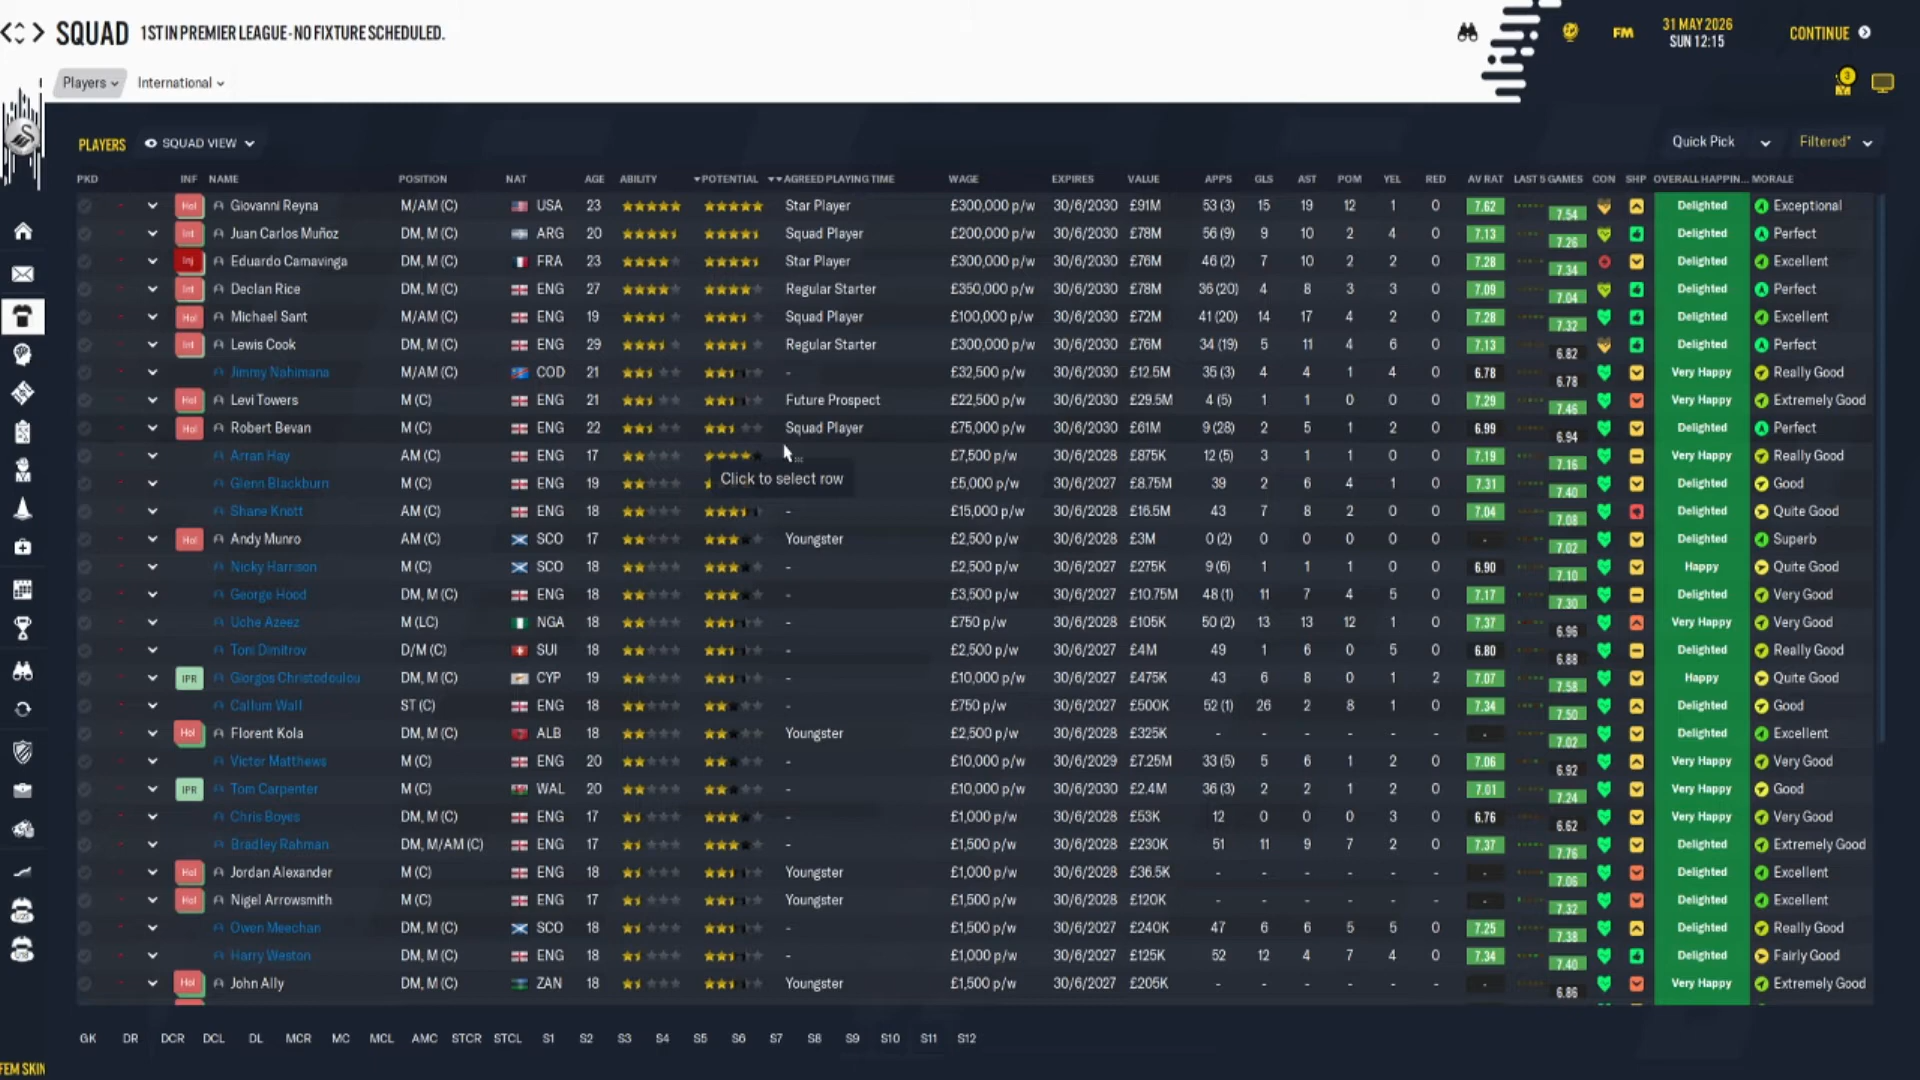 SQUAD 1ST IN PREMIER LEAGUE - NO FIXTURE SCHEDULED.
FM 31 MAY 2026 SUN 12:15 CONTINUE
Players International 3
PLAYERS SQUAD VIEW Quick Pick Filtered*
PKD INF NAME POSITION NAT AGE ABILITY POTENTIAL AGREED PLAYING TIME WAGE EXPIRES VALUE APPS GLS AST POM YEL RED AV RAT LAST 5 GAMES CON SHP OVERALL HAPPIN... MORALE
Hol Giovanni Reyna M/AM (C) USA 23 Star Player £300,000 p/w 30/6/2030 £91M 53 (3) 15 19 12 1 0 7.62 7.54 Delighted Exceptional
Int Juan Carlos Muñoz DM, M (C) ARG 20 Squad Player £200,000 p/w 30/6/2030 £78M 56 (9) 9 10 2 4 0 7.13 7.26 Delighted Perfect
Inj Eduardo Camavinga DM, M (C) FRA 23 Star Player £300,000 p/w 30/6/2030 £76M 46 (2) 7 10 2 2 0 7.28 7.34 Delighted Excellent
Int Declan Rice DM, M (C) ENG 27 Regular Starter £350,000 p/w 30/6/2030 £78M 36 (20) 4 8 3 3 0 7.09 7.04 Delighted Perfect
Hol Michael Sant M/AM (C) ENG 19 Squad Player £100,000 p/w 30/6/2030 £72M 41 (20) 14 17 4 2 0 7.28 7.32 Delighted Excellent
Int Lewis Cook DM, M (C) ENG 29 Regular Starter £300,000 p/w 30/6/2030 £76M 34 (19) 5 11 4 6 0 7.13 6.82 Delighted Perfect
Jimmy Nahimana M/AM (C) COD 21 - £32,500 p/w 30/6/2030 £12.5M 35 (3) 4 4 1 4 0 6.78 6.78 Very Happy Really Good
Hol Levi Towers M (C) ENG 21 Future Prospect £22,500 p/w 30/6/2030 £29.5M 4 (5) 1 1 0 0 0 7.29 7.46 Very Happy Extremely Good
Hol Robert Bevan M (C) ENG 22 Squad Player £75,000 p/w 30/6/2030 £61M 9 (28) 2 5 1 2 0 6.99 6.94 Delighted Perfect
Arran Hay AM (C) ENG 17 £7,500 p/w 30/6/2028 £875K 12 (5) 3 1 1 0 0 7.19 7.16 Delighted Really Good
Click to select row
Glenn Blackburn M (C) ENG 19 £5,000 p/w 30/6/2027 £8.75M 39 2 6 4 1 0 7.31 7.40 Delighted Good
Shane Knott AM (C) ENG 18 - £15,000 p/w 30/6/2028 £16.5M 43 7 8 2 0 0 7.04 7.08 Delighted Quite Good
Hol Andy Munro AM (C) SCO 17 Youngster £2,500 p/w 30/6/2028 £3M 0 (2) 0 0 0 0 0 - 7.02 Delighted Superb
Nicky Harrison M (C) SCO 18 - £2,500 p/w 30/6/2027 £275K 9 (6) 1 1 1 0 0 6.90 7.10 Happy Quite Good
George Hood DM, M (C) ENG 18 - £3,500 p/w 30/6/2027 £10.75M 48 (1) 11 7 4 5 0 7.17 7.30 Delighted Very Good
Uche Azeez M (LC) NGA 18 - £750 p/w 30/6/2028 £105K 50 (2) 13 13 12 1 0 7.37 6.96 Very Happy Very Good
Toni Dimitrov D/M (C) SUI 18 - £2,500 p/w 30/6/2027 £4M 49 1 6 0 5 0 6.80 6.88 Delighted Really Good
IPR Giorgos Christodoulou DM, M (C) CYP 19 - £10,000 p/w 30/6/2027 £475K 43 6 8 0 1 2 7.07 7.58 Happy Quite Good
Callum Wall ST (C) ENG 18 - £750 p/w 30/6/2027 £500K 52 (1) 26 2 8 1 0 7.34 7.50 Delighted Good
Hol Florent Kola DM, M (C) ALB 18 Youngster £2,500 p/w 30/6/2028 £325K - - - - - - - 7.02 Delighted Excellent
Victor Matthews M (C) ENG 20 - £10,000 p/w 30/6/2029 £7.25M 33 (5) 5 6 1 2 0 7.06 6.92 Very Happy Very Good
IPR Tom Carpenter M (C) WAL 20 - £10,000 p/w 30/6/2030 £2.4M 36 (3) 2 2 1 2 0 7.01 7.24 Very Happy Good
Chris Boyes DM, M (C) ENG 17 - £1,000 p/w 30/6/2028 £53K 12 0 0 0 3 0 6.76 6.62 Very Happy Very Good
Bradley Rahman DM, M/AM (C) ENG 17 - £1,500 p/w 30/6/2028 £230K 51 11 9 7 2 0 7.37 7.76 Delighted Extremely Good
Hol Jordan Alexander M (C) ENG 17 Youngster £1,000 p/w 30/6/2028 £36.5K - - - - - - - 7.06 Delighted Excellent
Hol Nigel Arrowsmith M (C) ENG 17 Youngster £1,500 p/w 30/6/2028 £120K - - - - - - - 7.32 Delighted Excellent
Owen Meechan DM, M (C) SCO 18 - £1,500 p/w 30/6/2027 £240K 47 6 6 5 5 0 7.25 7.38 Delighted Really Good
Harry Weston DM, M (C) ENG 18 - £1,000 p/w 30/6/2027 £125K 52 12 4 7 4 0 7.34 7.40 Delighted Fairly Good
Hol John Ally DM, M (C) ZAN 18 Youngster £1,500 p/w 30/6/2027 £205K - - - - - - - 6.86 Very Happy Extremely Good
GK DR DCR DCL DL MCR MC MCL AMC STCR STCL S1 S2 S3 S4 S5 S6 S7 S8 S9 S10 S11 S12
FEM SKIN